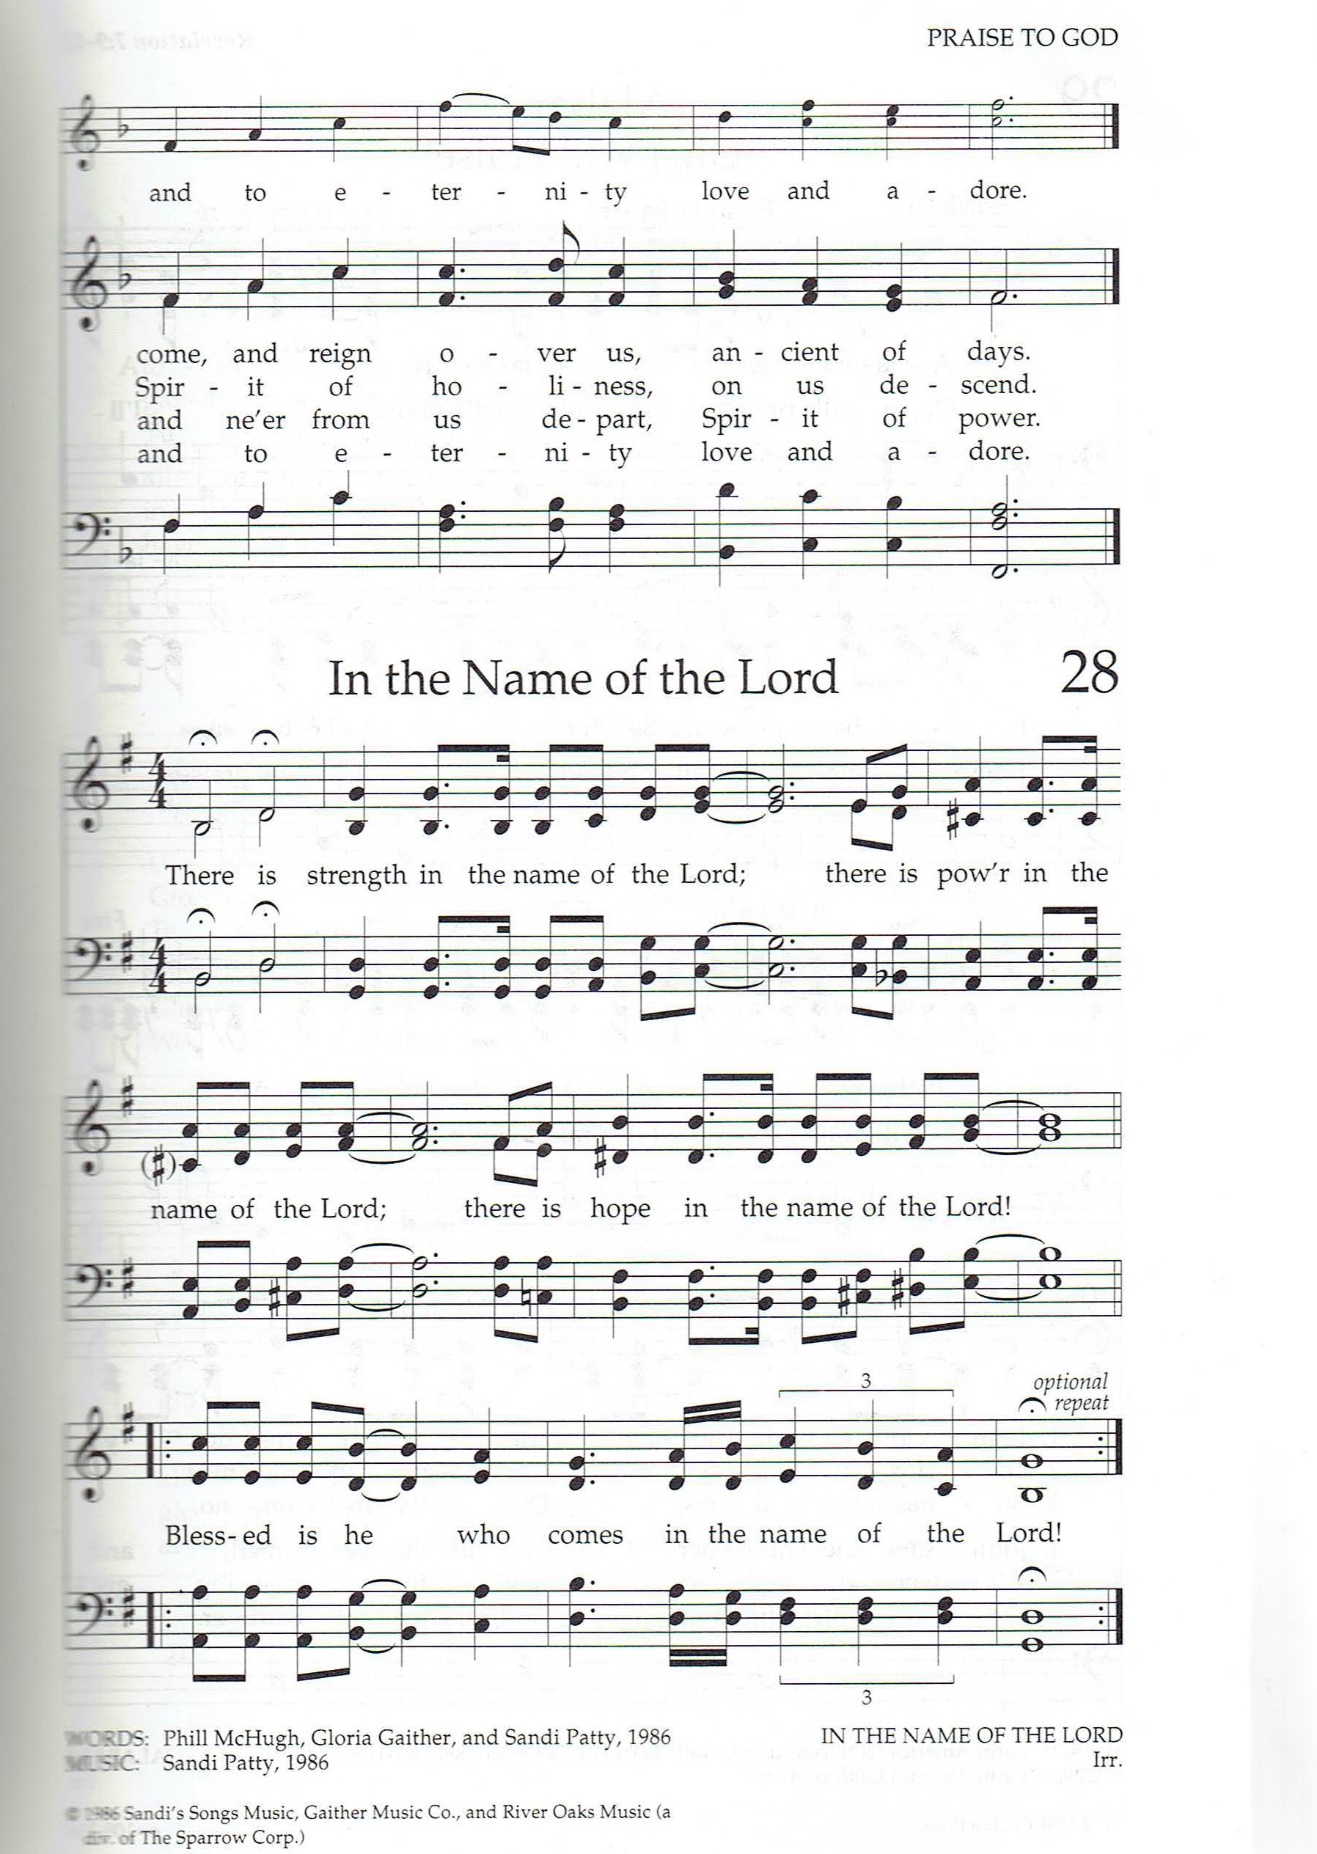 PRAISE TO GOD
and to e - ter - ni - ty love and a - dore.
come, and reign o - ver us, an - cient of days.
Spir - it of ho - li - ness, on us de - scend.
and ne'er from us de - part, Spir - it of power.
and to e - ter - ni - ty love and a - dore.
In the Name of the Lord 28
There is strength in the name of the Lord; there is pow'r in the
name of the Lord; there is hope in the name of the Lord!
3 optional
repeat
Bless- ed is he who comes in the name of the Lord!
3
WORDS: Phill McHugh, Gloria Gaither, and Sandi Patty, 1986 IN THE NAME OF THE LORD
MUSIC: Sandi Patty, 1986 Irr.
© 1986 Sandi's Songs Music, Gaither Music Co., and River Oaks Music (a
div. of The Sparrow Corp.)